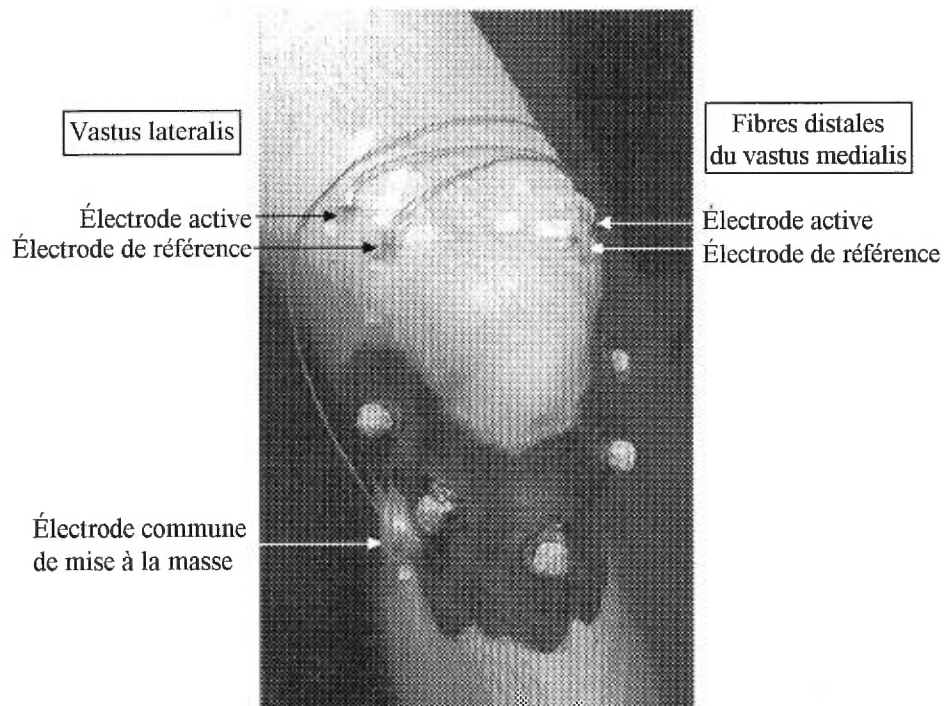 Vastus lateralis
Électrode active
Électrode de référence
Électrode commune
de mise à la masse
Fibres distales
du vastus medialis
Électrode active
Électrode de référence